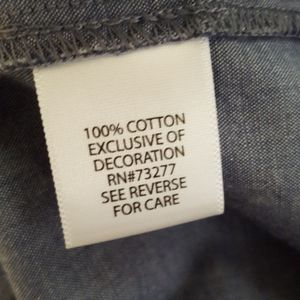 100% COTTON
EXCLUSIVE OF
DECORATION
RN#73277
SEE REVERSE
FOR CARE